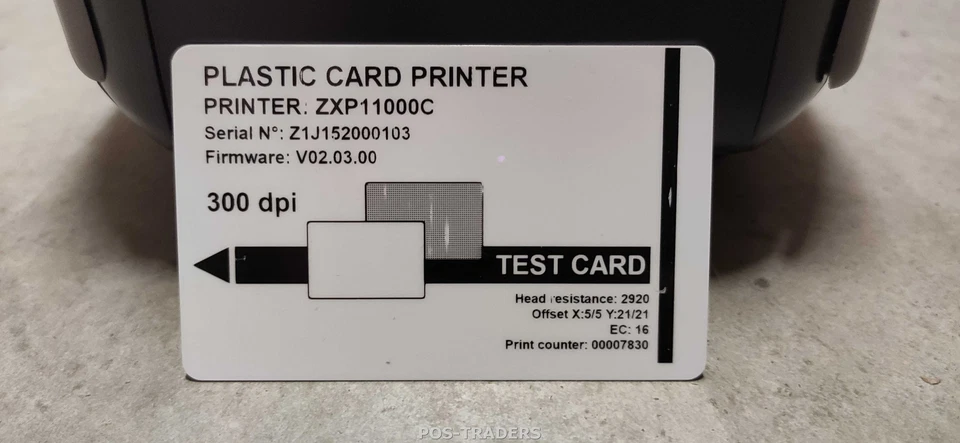 PLASTIC CARD PRINTER
PRINTER: ZXP11000C
Serial N°: Z1J152000103
Firmware: V02.03.00
300 dpi
TEST CARD
Head resistance: 2920
Offset X:5/5 Y:21/21
EC: 16
Print counter: 00007830
POS-TRADERS